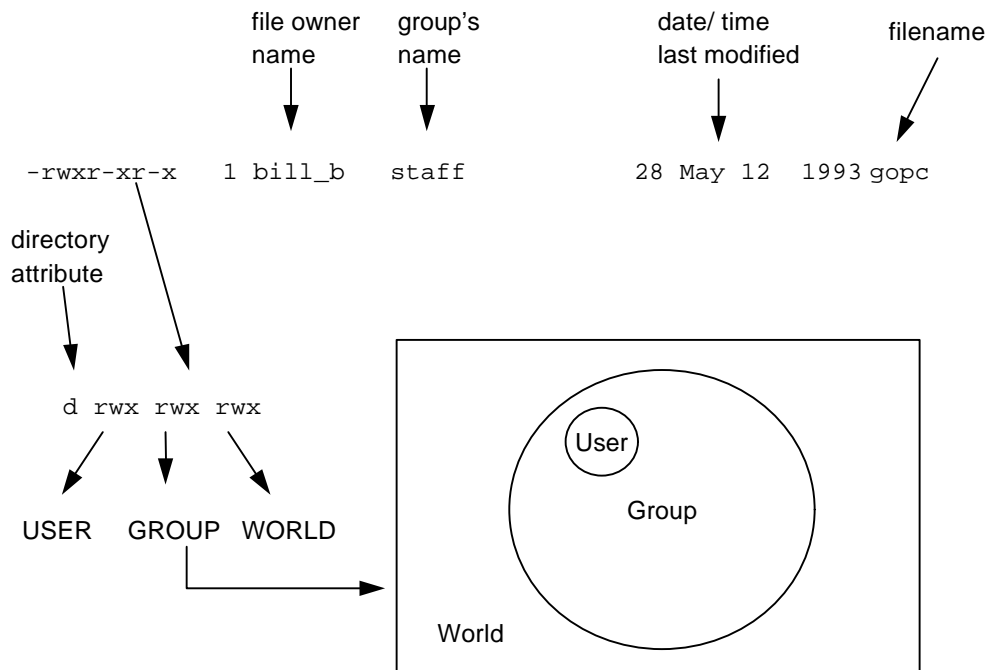 file owner name
group's name
date/ time last modified
filename
-rwxr-xr-x 1 bill_b staff 28 May 12 1993 gopc
directory attribute
d rwx rwx rwx
USER GROUP WORLD
User
Group
World